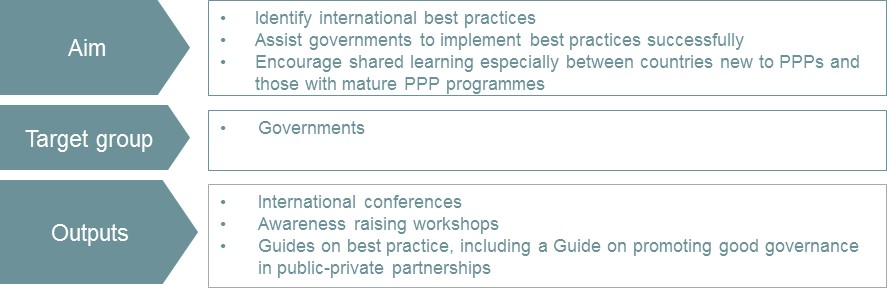 Aim
• Identify international best practices
• Assist governments to implement best practices successfully
• Encourage shared learning especially between countries new to PPPs and
those with mature PPP programmes
Target group
• Governments
Outputs
• International conferences
• Awareness raising workshops
• Guides on best practice, including a Guide on promoting good governance
in public-private partnerships